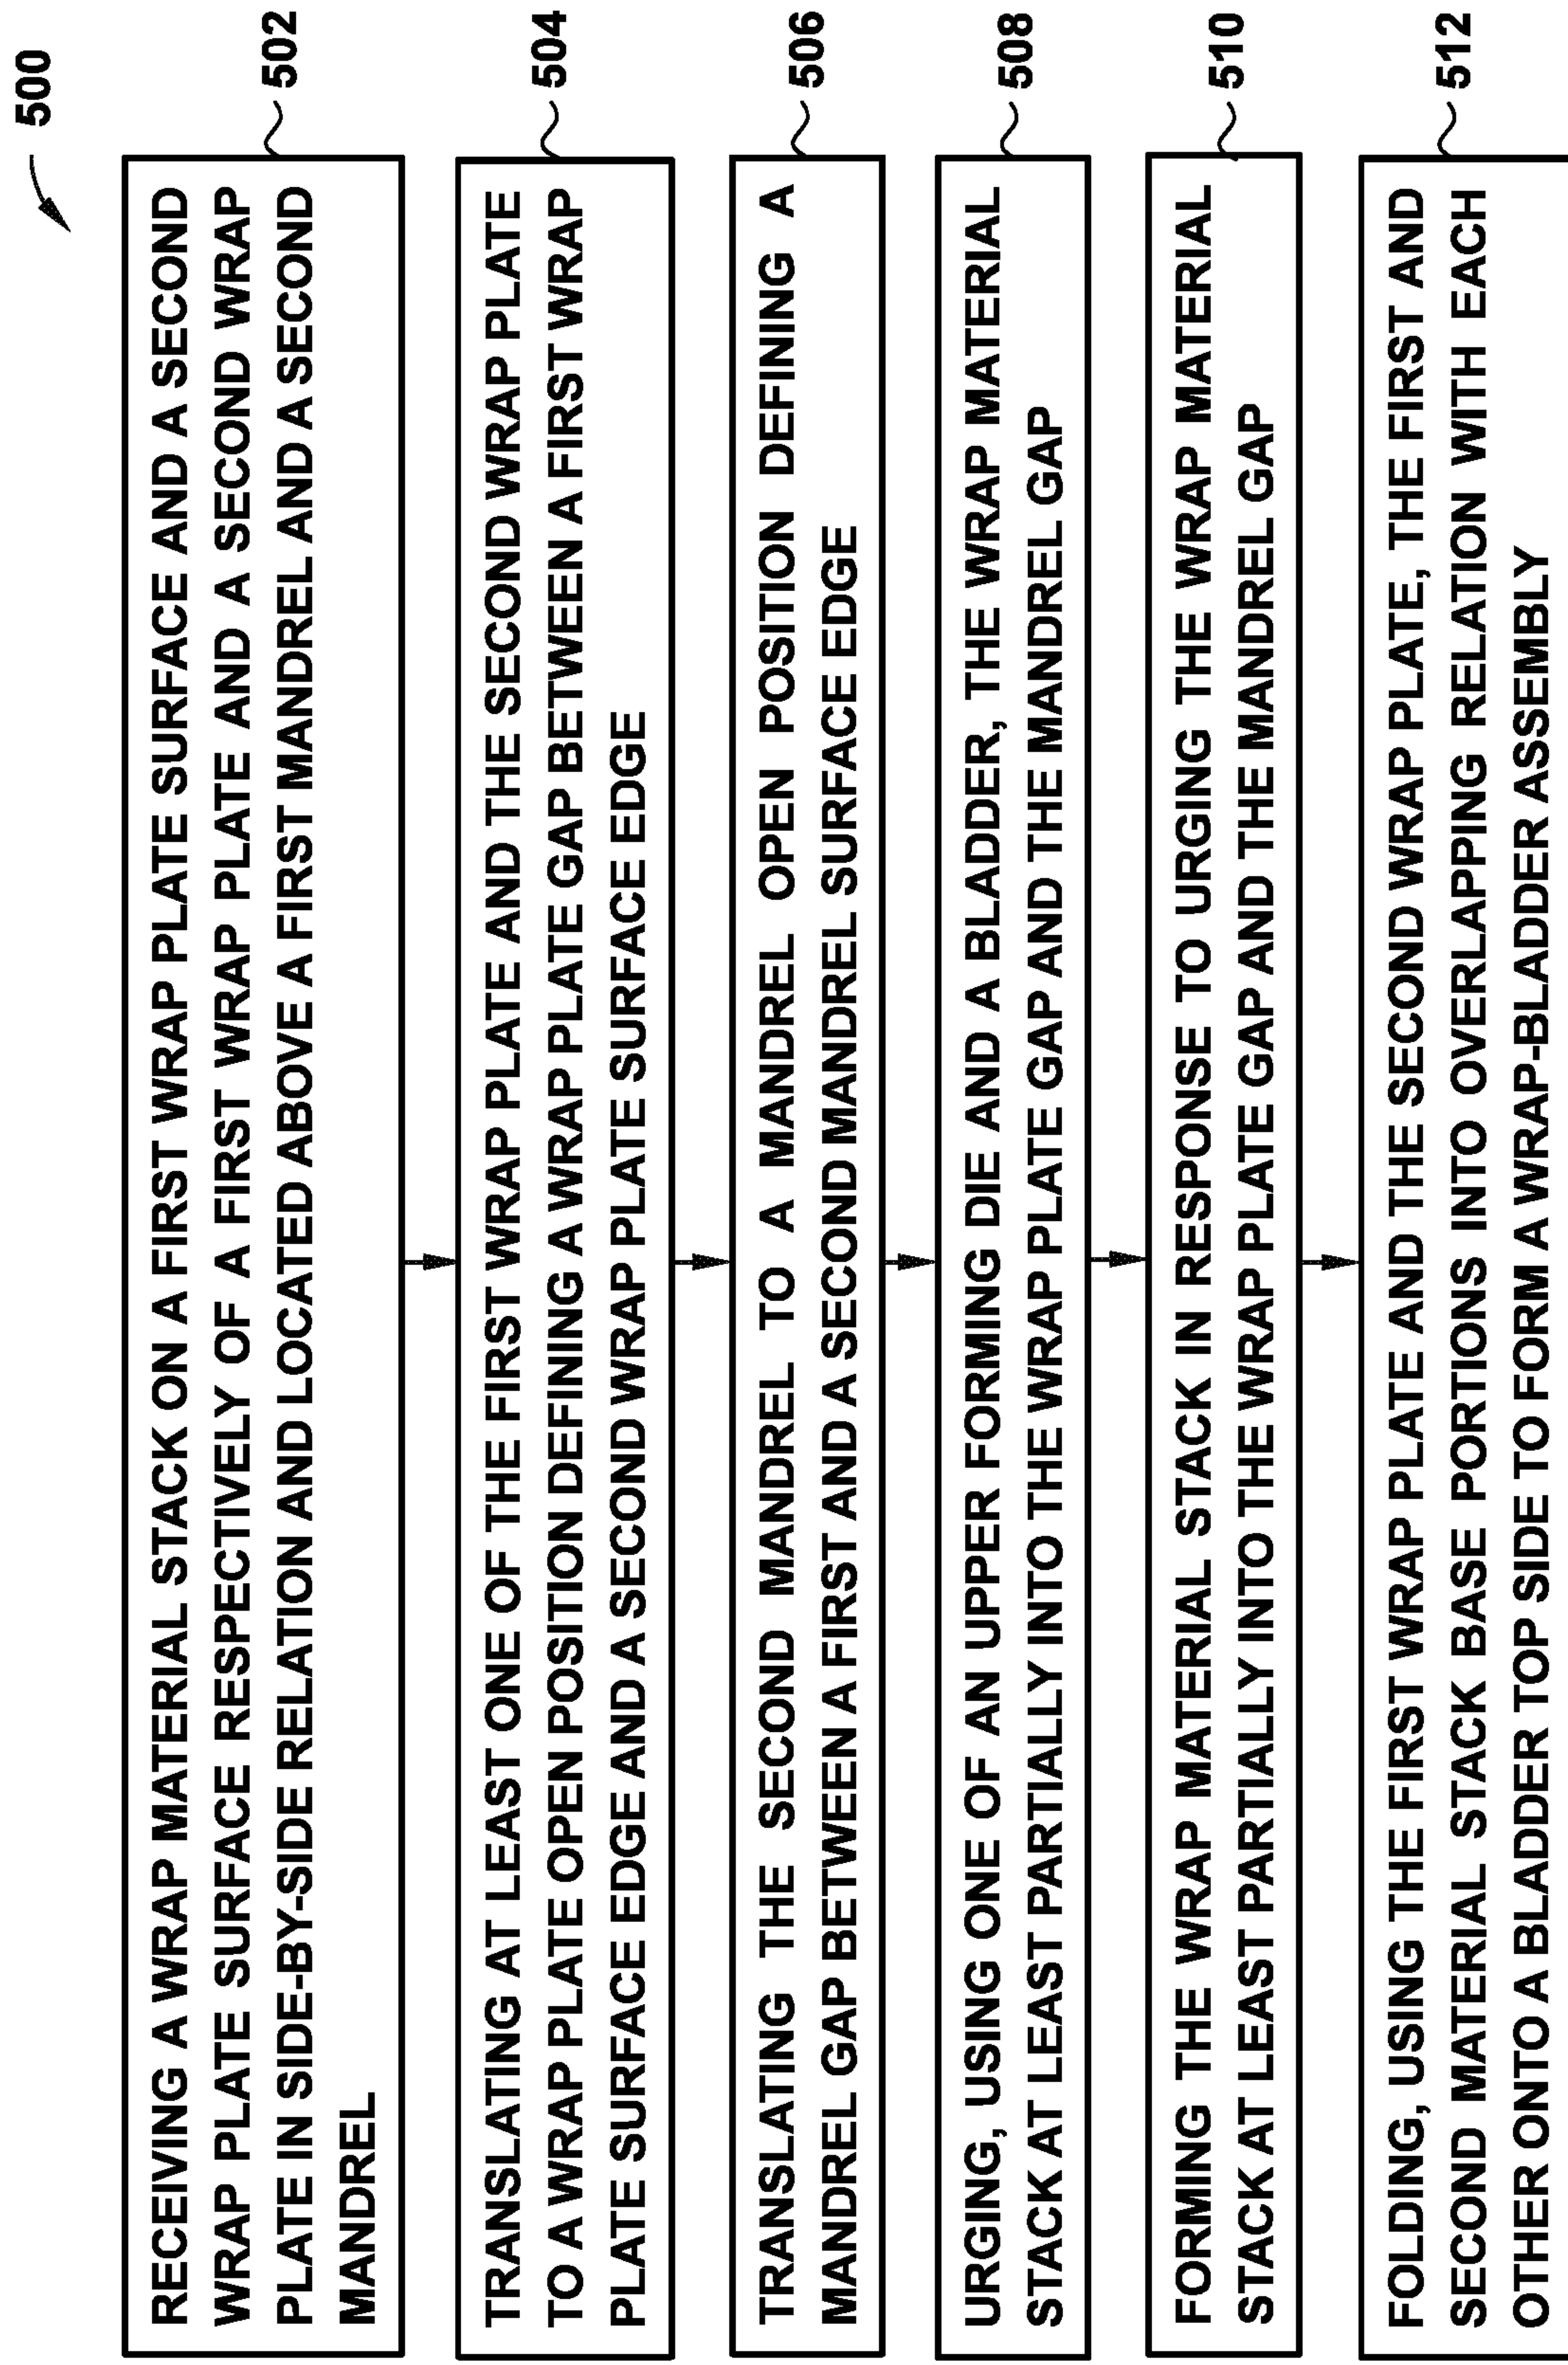 500
RECEIVING A WRAP MATERIAL STACK ON A FIRST WRAP PLATE SURFACE AND A SECOND
WRAP PLATE SURFACE RESPECTIVELY OF A FIRST WRAP PLATE AND A SECOND WRAP
PLATE IN SIDE-BY-SIDE RELATION AND LOCATED ABOVE A FIRST MANDREL AND A SECOND
MANDREL
502
TRANSLATING AT LEAST ONE OF THE FIRST WRAP PLATE AND THE SECOND WRAP PLATE
TO A WRAP PLATE OPEN POSITION DEFINING A WRAP PLATE GAP BETWEEN A FIRST WRAP
PLATE SURFACE EDGE AND A SECOND WRAP PLATE SURFACE EDGE
504
TRANSLATING THE SECOND MANDREL TO A MANDREL OPEN POSITION DEFINING A
MANDREL GAP BETWEEN A FIRST AND A SECOND MANDREL SURFACE EDGE
506
URGING, USING ONE OF AN UPPER FORMING DIE AND A BLADDER, THE WRAP MATERIAL
STACK AT LEAST PARTIALLY INTO THE WRAP PLATE GAP AND THE MANDREL GAP
508
FORMING THE WRAP MATERIAL STACK IN RESPONSE TO URGING THE WRAP MATERIAL
STACK AT LEAST PARTIALLY INTO THE WRAP PLATE GAP AND THE MANDREL GAP
510
FOLDING, USING THE FIRST WRAP PLATE AND THE SECOND WRAP PLATE, THE FIRST AND
SECOND MATERIAL STACK BASE PORTIONS INTO OVERLAPPING RELATION WITH EACH
OTHER ONTO A BLADDER TOP SIDE TO FORM A WRAP-BLADDER ASSEMBLY
512